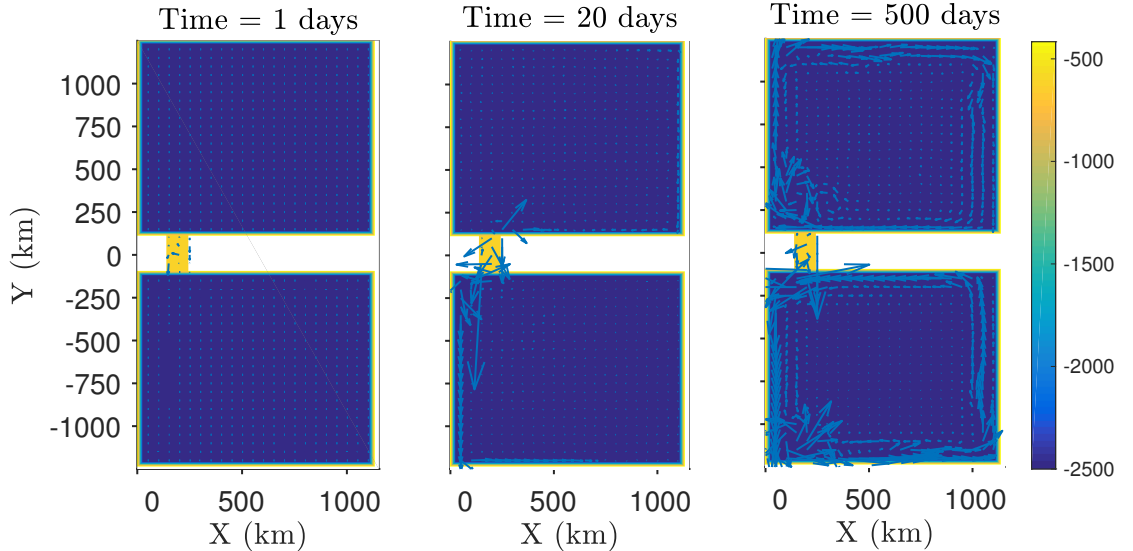 Time = 1 days
Time = 20 days
Time = 500 days
1000
750
500
250
0
-250
-500
-750
-1000
Y (km)
0 500 1000
X (km)
0 500 1000
X (km)
0 500 1000
X (km)
-500
-1000
-1500
-2000
-2500